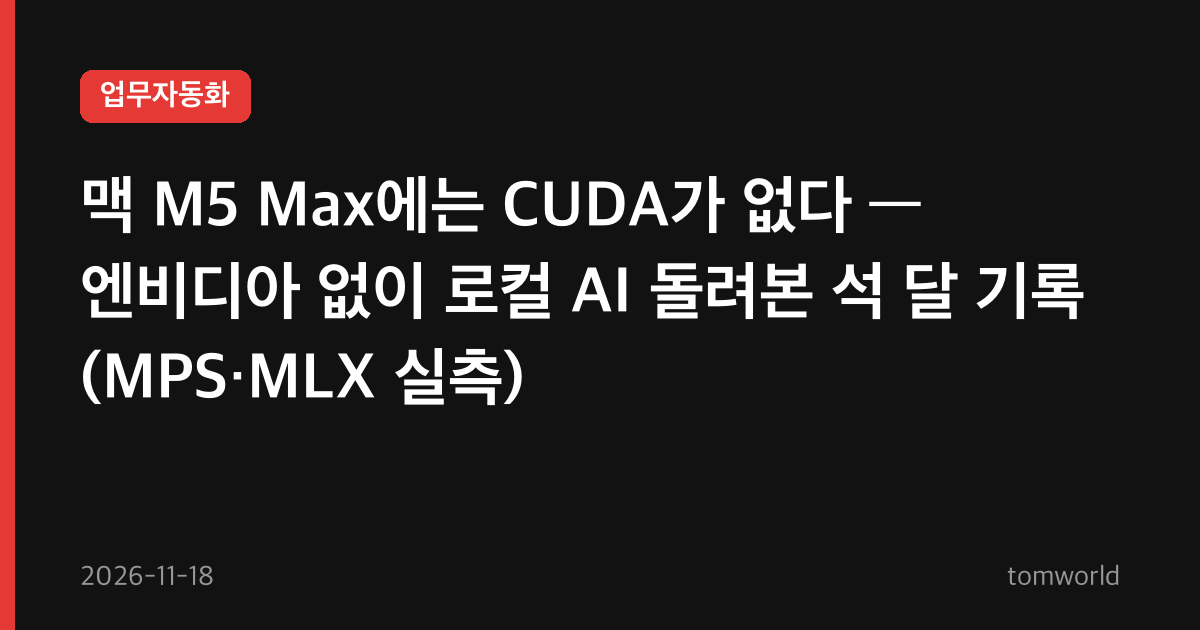 업무자동화
맥 M5 Max에는 CUDA가 없다 —
엔비디아 없이 로컬 AI 돌려본 석 달 기록
(MPS·MLX 실측)
2026-11-18
tomworld